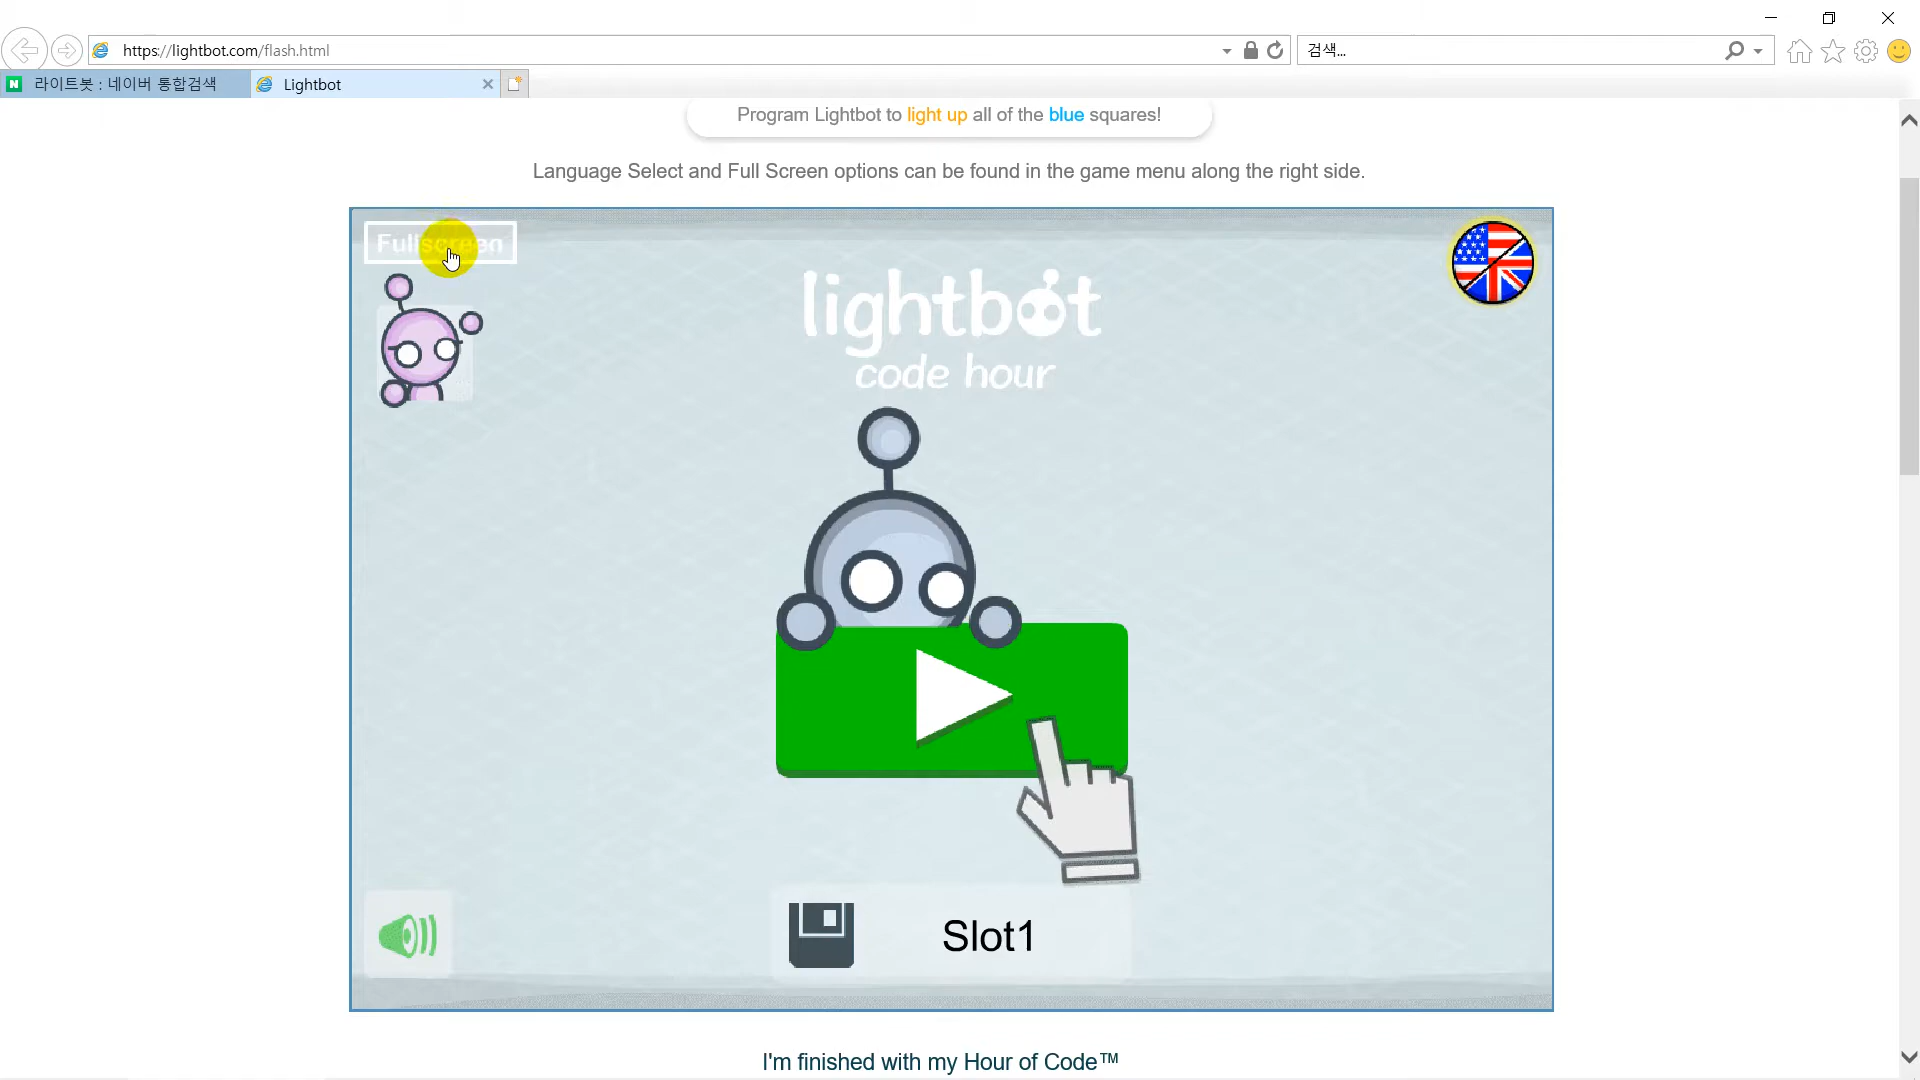 https://lightbot.com/flash.html
검색...
라이트봇 : 네이버 통합검색
Lightbot
Program Lightbot to light up all of the blue squares!
Language Select and Full Screen options can be found in the game menu along the right side.
Fullscreen
lightbot
code hour
Slot1
I'm finished with my Hour of Code™